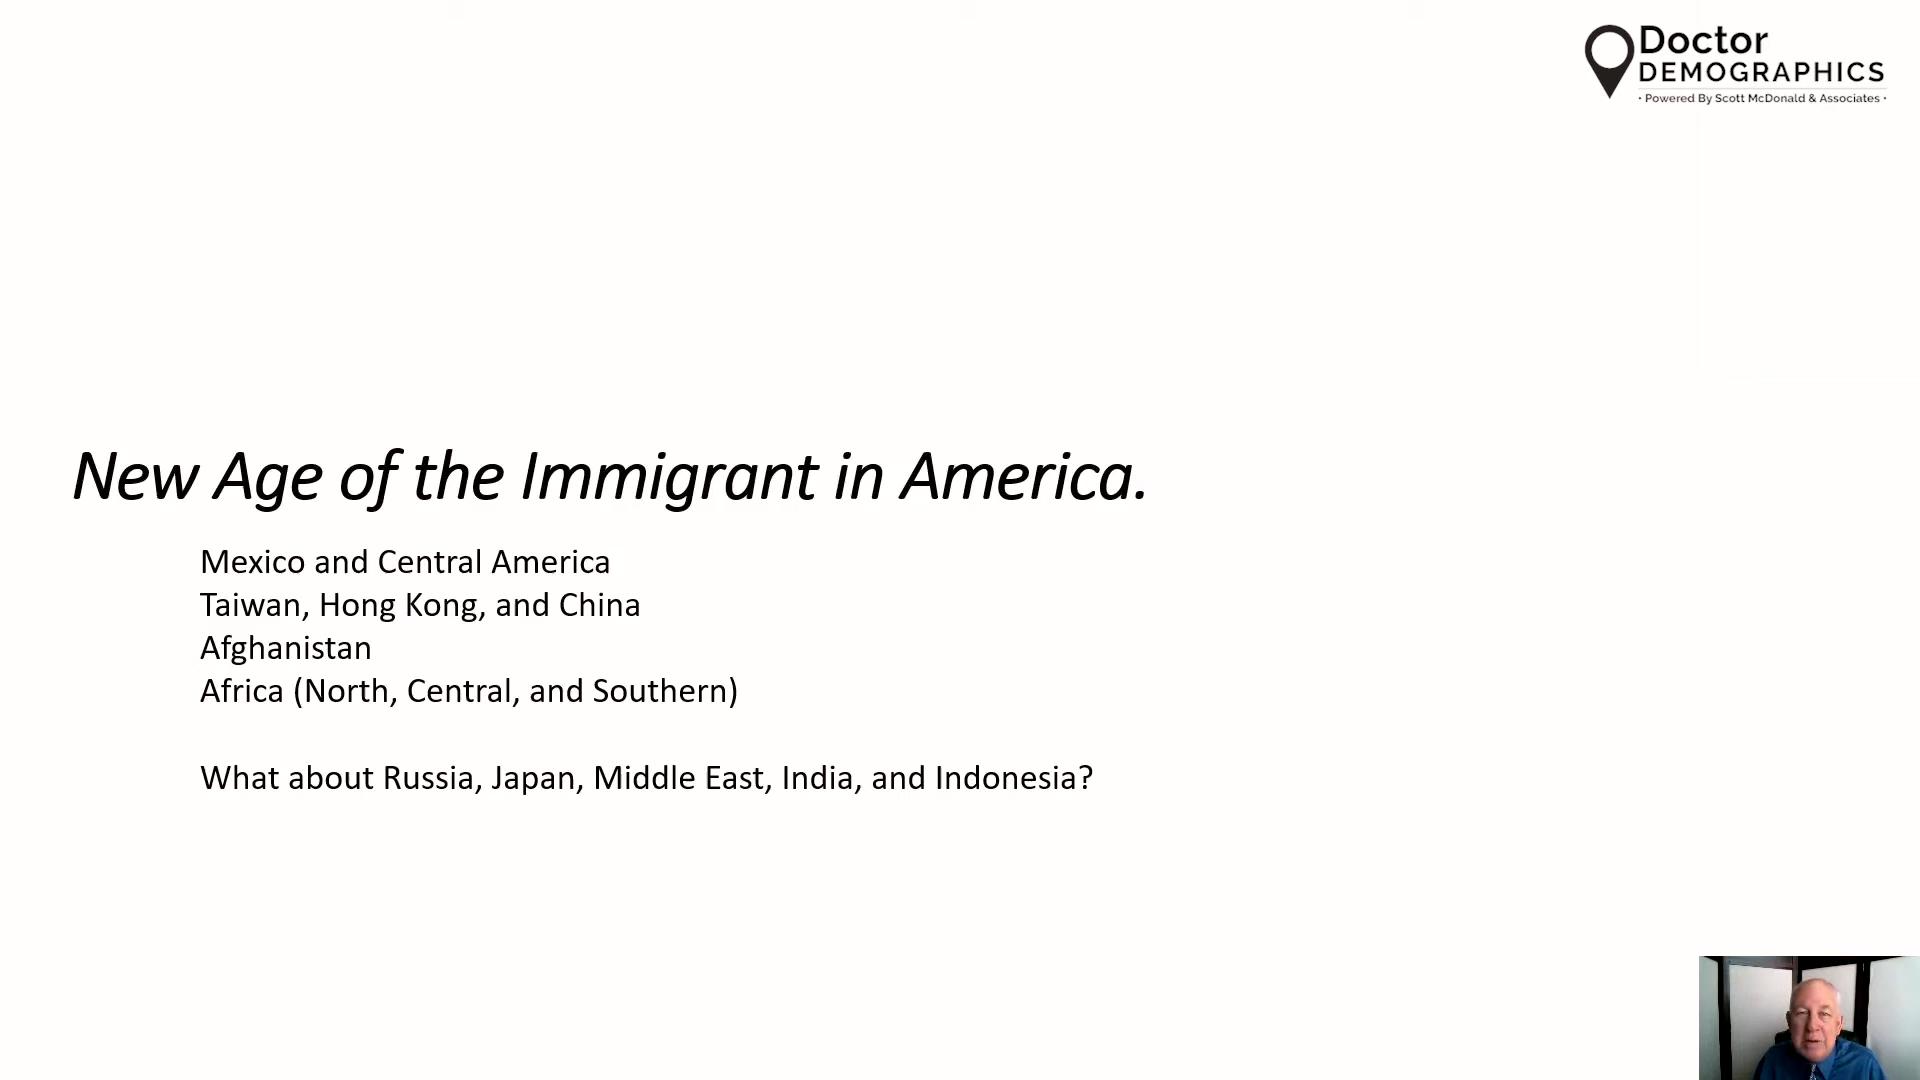 Doctor
DEMOGRAPHICS
• Powered By Scott McDonald & Associates •
New Age of the Immigrant in America.
Mexico and Central America
Taiwan, Hong Kong, and China
Afghanistan
Africa (North, Central, and Southern)
What about Russia, Japan, Middle East, India, and Indonesia?